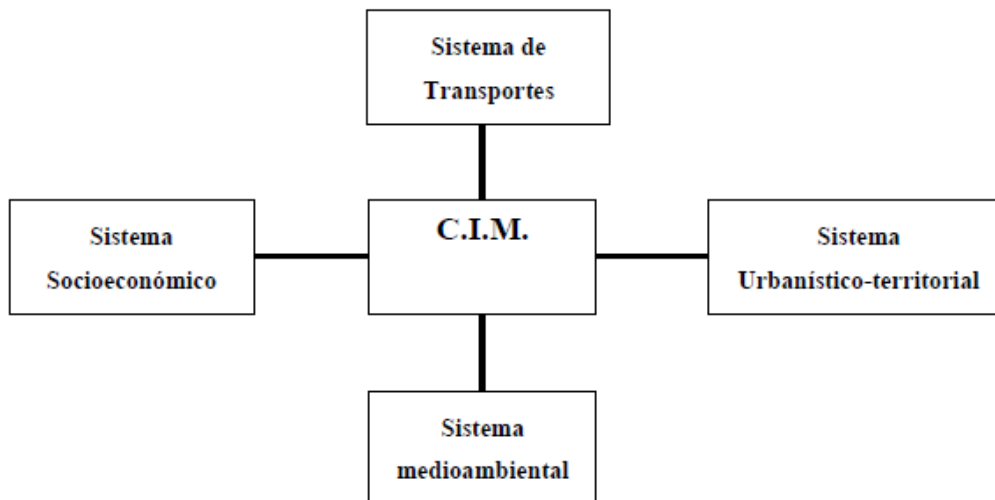 Sistema de
Transportes
Sistema
Socioeconómico
C.I.M.
Sistema
Urbanístico-territorial
Sistema
medioambiental